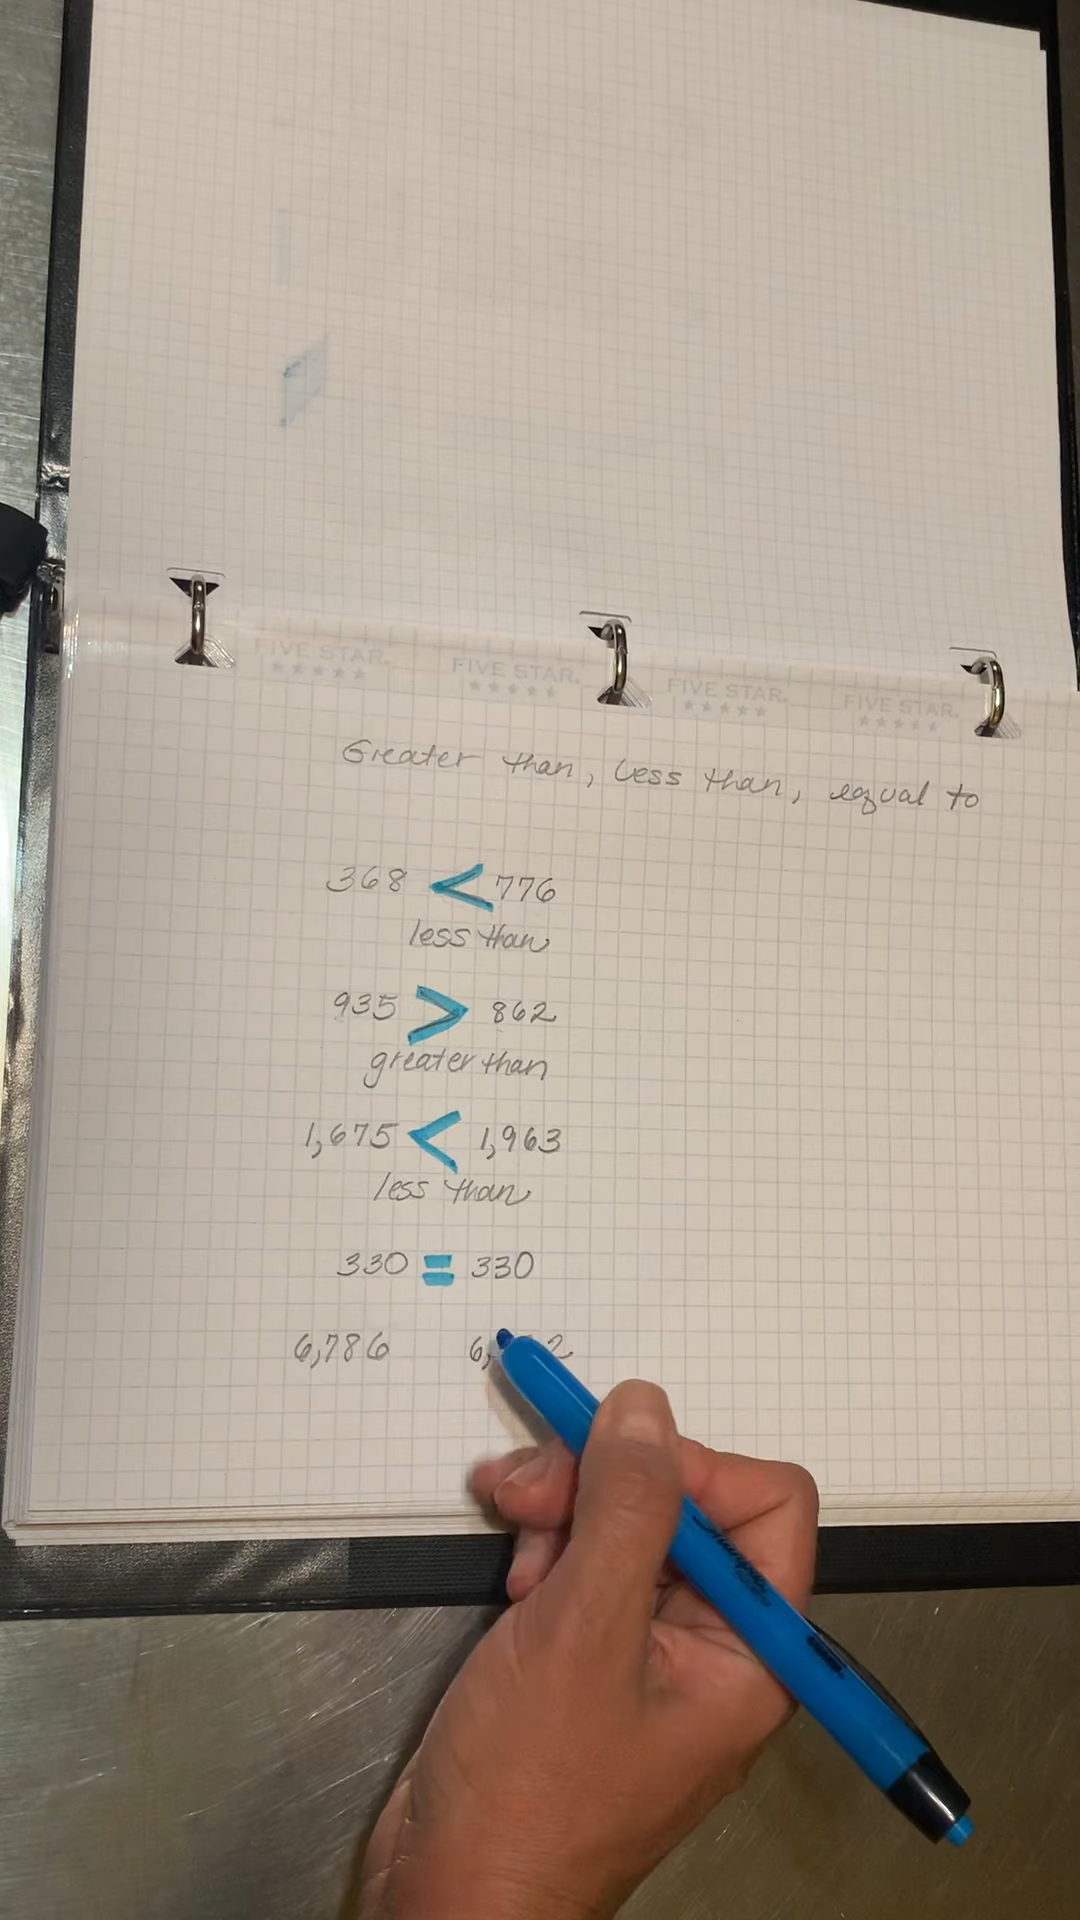 FIVE STAR. FIVE STAR. FIVE STAR. FIVE STAR.
Greater than, less than, equal to
368 < 776
less than
935 > 862
greater than
1,675 < 1,963
less than
330 = 330
6,786
Sharpie